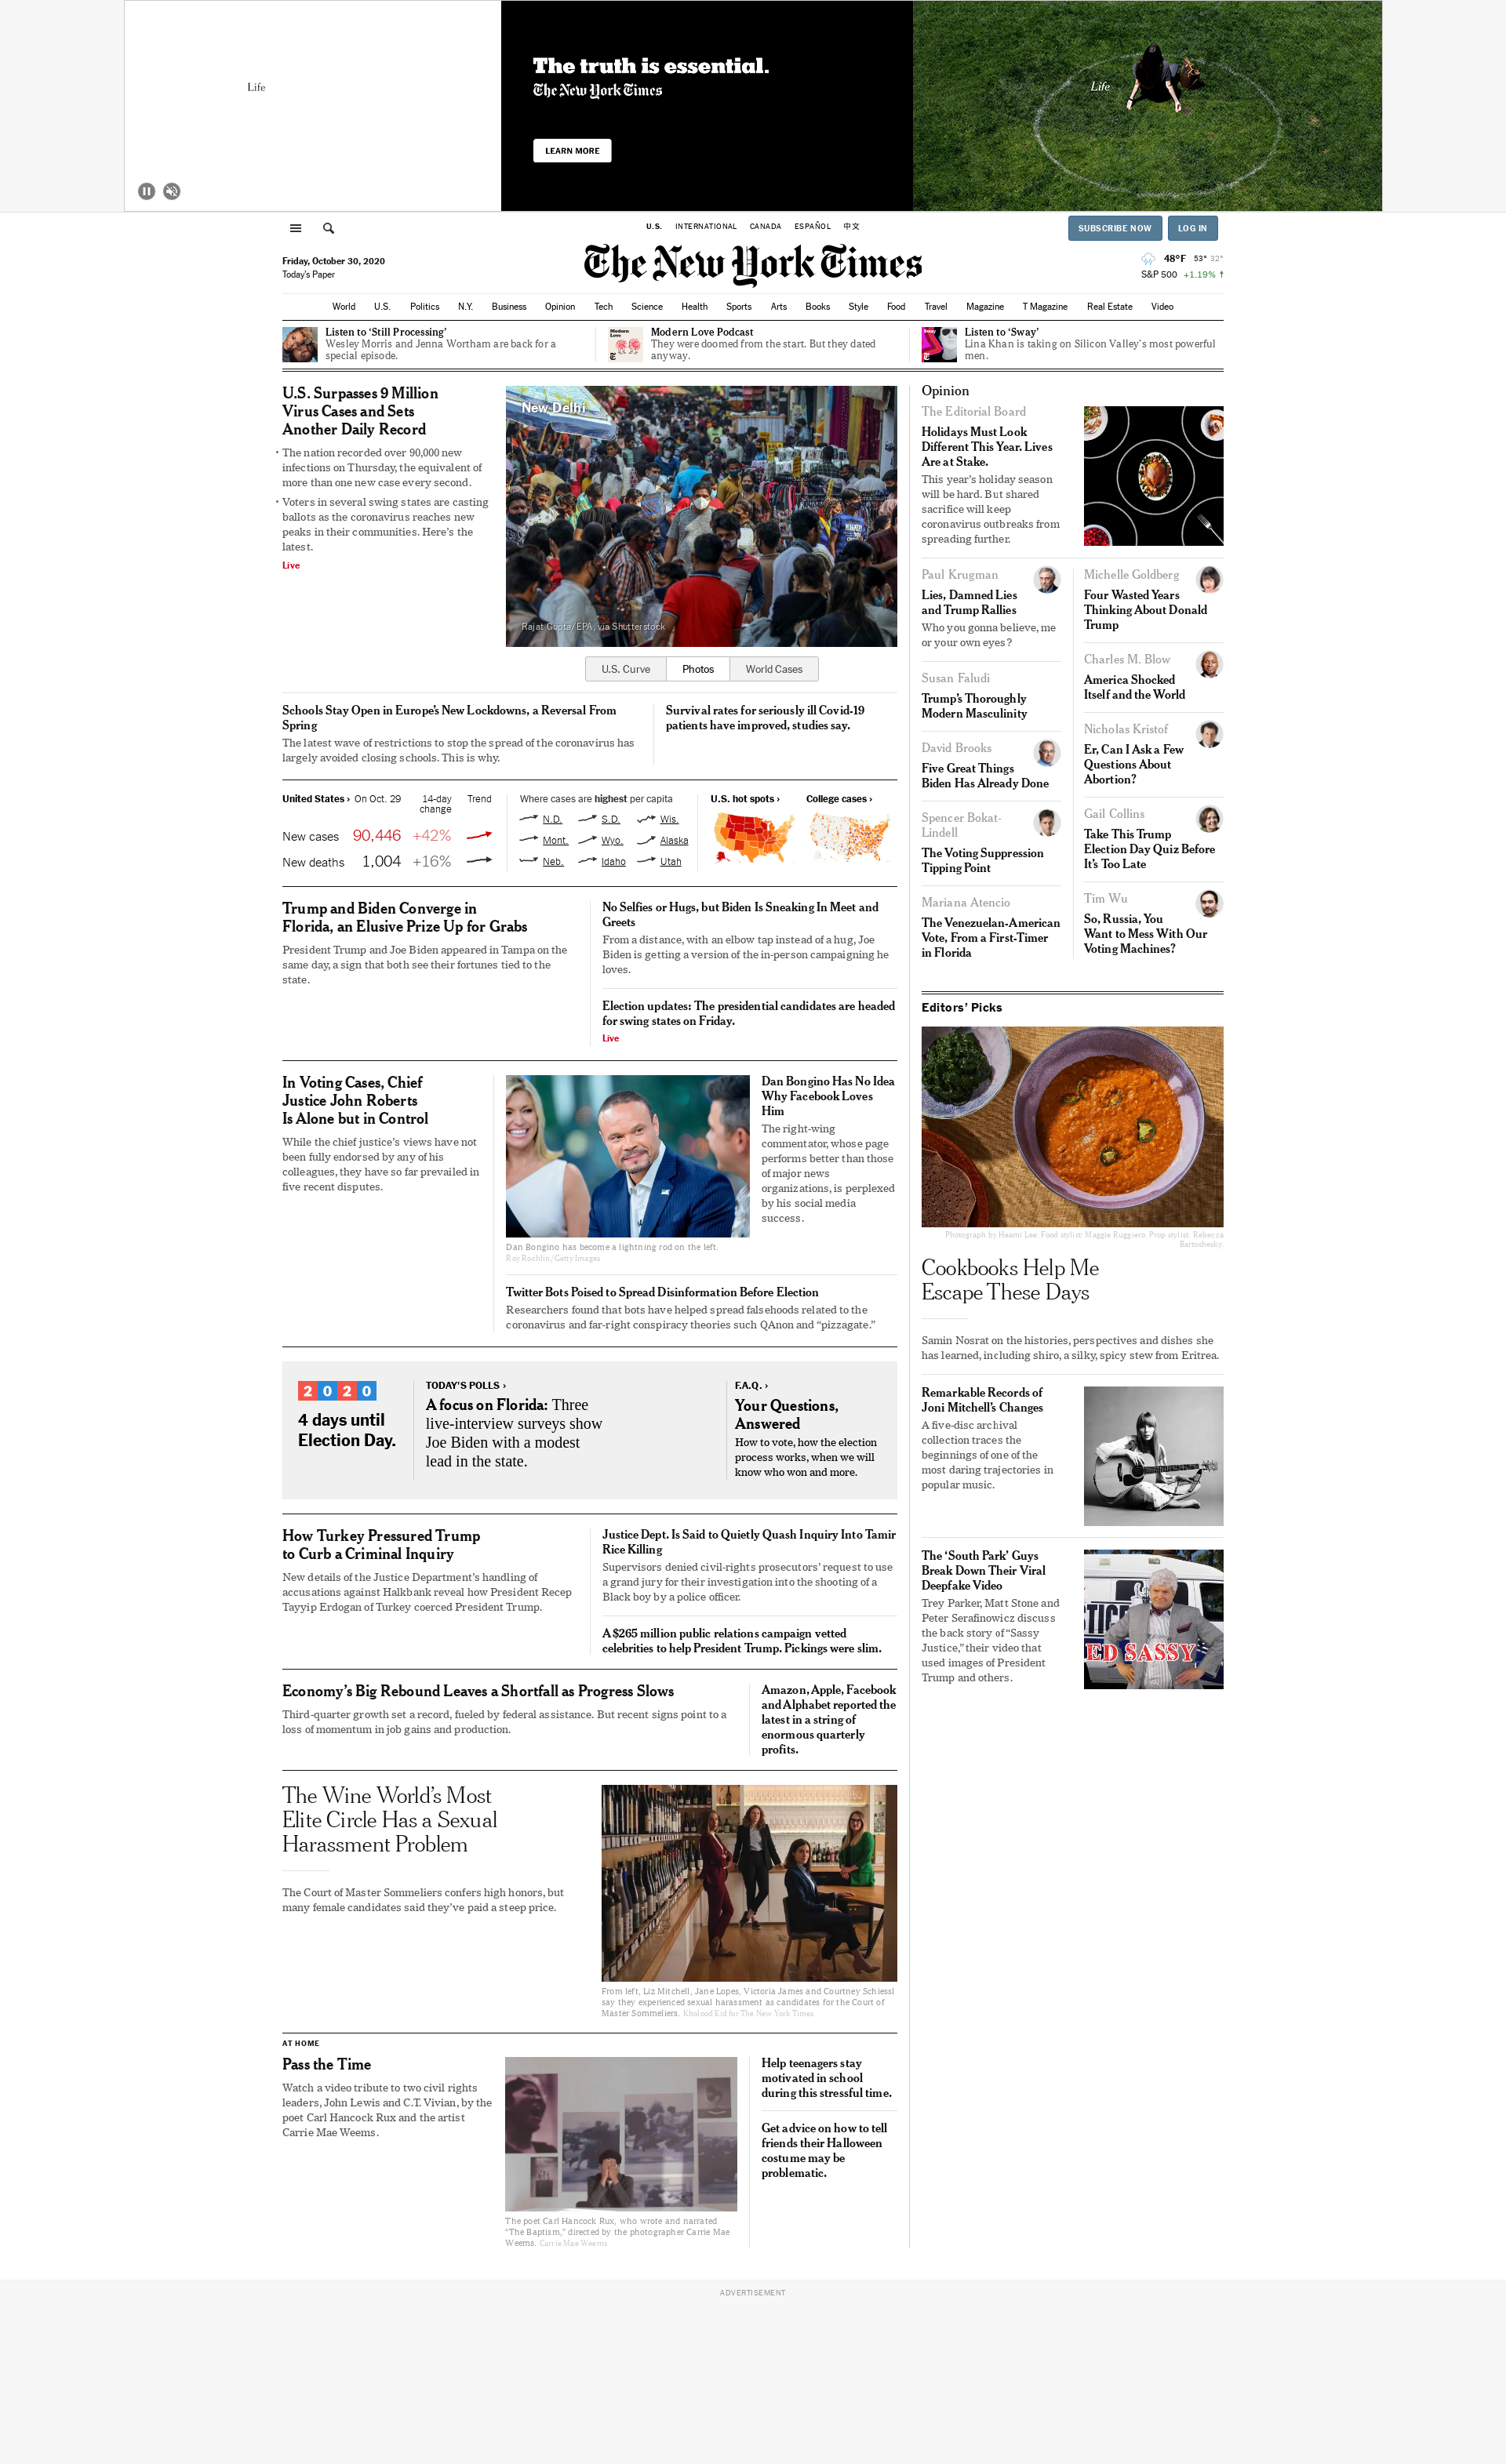 Life
The truth is essential.
The New York Times
LEARN MORE
Life
U.S. INTERNATIONAL CANADA ESPAÑOL 中文
SUBSCRIBE NOW LOG IN
Friday, October 30, 2020
Today's Paper
The New York Times
48°F 53° 32°
S&P 500 +1.19% ↑
World U.S. Politics N.Y. Business Opinion Tech Science Health Sports Arts Books Style Food Travel Magazine T Magazine Real Estate Video
Listen to ‘Still Processing’
Wesley Morris and Jenna Wortham are back for a
special episode.
Modern
Love
Modern Love Podcast
They were doomed from the start. But they dated
anyway.
Listen to ‘Sway’
Lina Khan is taking on Silicon Valley's most powerful
men.
U.S. Surpasses 9 Million
Virus Cases and Sets
Another Daily Record
• The nation recorded over 90,000 new
infections on Thursday, the equivalent of
more than one new case every second.
• Voters in several swing states are casting
ballots as the coronavirus reaches new
peaks in their communities. Here’s the
latest.
Live
New Delhi
Rajat Gupta/EPA, via Shutterstock
U.S. Curve Photos World Cases
Schools Stay Open in Europe’s New Lockdowns, a Reversal From
Spring
The latest wave of restrictions to stop the spread of the coronavirus has
largely avoided closing schools. This is why.
Survival rates for seriously ill Covid-19
patients have improved, studies say.
United States › On Oct. 29 14-day
change Trend
New cases 90,446 +42%
New deaths 1,004 +16%
Where cases are highest per capita
N.D. S.D. Wis.
Mont. Wyo. Alaska
Neb. Idaho Utah
U.S. hot spots › College cases ›
Trump and Biden Converge in
Florida, an Elusive Prize Up for Grabs
President Trump and Joe Biden appeared in Tampa on the
same day, a sign that both see their fortunes tied to the
state.
No Selfies or Hugs, but Biden Is Sneaking In Meet and
Greets
From a distance, with an elbow tap instead of a hug, Joe
Biden is getting a version of the in-person campaigning he
loves.
Election updates: The presidential candidates are headed
for swing states on Friday.
Live
In Voting Cases, Chief
Justice John Roberts
Is Alone but in Control
While the chief justice’s views have not
been fully endorsed by any of his
colleagues, they have so far prevailed in
five recent disputes.
Dan Bongino has become a lightning rod on the left.
Roy Rochlin/Getty Images
Dan Bongino Has No Idea
Why Facebook Loves
Him
The right-wing
commentator, whose page
performs better than those
of major news
organizations, is perplexed
by his social media
success.
Twitter Bots Poised to Spread Disinformation Before Election
Researchers found that bots have helped spread falsehoods related to the
coronavirus and far-right conspiracy theories such QAnon and “pizzagate.”
2020
4 days until
Election Day.
TODAY’S POLLS ›
A focus on Florida: Three
live-interview surveys show
Joe Biden with a modest
lead in the state.
F.A.Q. ›
Your Questions,
Answered
How to vote, how the election
process works, when we will
know who won and more.
How Turkey Pressured Trump
to Curb a Criminal Inquiry
New details of the Justice Department’s handling of
accusations against Halkbank reveal how President Recep
Tayyip Erdogan of Turkey coerced President Trump.
Justice Dept. Is Said to Quietly Quash Inquiry Into Tamir
Rice Killing
Supervisors denied civil-rights prosecutors’ request to use
a grand jury for their investigation into the shooting of a
Black boy by a police officer.
A $265 million public relations campaign vetted
celebrities to help President Trump. Pickings were slim.
Economy’s Big Rebound Leaves a Shortfall as Progress Slows
Third-quarter growth set a record, fueled by federal assistance. But recent signs point to a
loss of momentum in job gains and production.
Amazon, Apple, Facebook
and Alphabet reported the
latest in a string of
enormous quarterly
profits.
The Wine World’s Most
Elite Circle Has a Sexual
Harassment Problem
The Court of Master Sommeliers confers high honors, but
many female candidates said they’ve paid a steep price.
From left, Liz Mitchell, Jane Lopes, Victoria James and Courtney Schiessl
say they experienced sexual harassment as candidates for the Court of
Master Sommeliers. Kholood Eid for The New York Times
AT HOME
Pass the Time
Watch a video tribute to two civil rights
leaders, John Lewis and C.T. Vivian, by the
poet Carl Hancock Rux and the artist
Carrie Mae Weems.
The poet Carl Hancock Rux, who wrote and narrated
“The Baptism,” directed by the photographer Carrie Mae
Weems. Carrie Mae Weems
Help teenagers stay
motivated in school
during this stressful time.
Get advice on how to tell
friends their Halloween
costume may be
problematic.
Opinion
The Editorial Board
Holidays Must Look
Different This Year. Lives
Are at Stake.
This year’s holiday season
will be hard. But shared
sacrifice will keep
coronavirus outbreaks from
spreading further.
Paul Krugman
Lies, Damned Lies
and Trump Rallies
Who you gonna believe, me
or your own eyes?
Susan Faludi
Trump’s Thoroughly
Modern Masculinity
David Brooks
Five Great Things
Biden Has Already Done
Spencer Bokat-
Lindell
The Voting Suppression
Tipping Point
Mariana Atencio
The Venezuelan-American
Vote, From a First-Timer
in Florida
Michelle Goldberg
Four Wasted Years
Thinking About Donald
Trump
Charles M. Blow
America Shocked
Itself and the World
Nicholas Kristof
Er, Can I Ask a Few
Questions About
Abortion?
Gail Collins
Take This Trump
Election Day Quiz Before
It’s Too Late
Tim Wu
So, Russia, You
Want to Mess With Our
Voting Machines?
Editors’ Picks
Photograph by Heami Lee. Food stylist: Maggie Ruggiero. Prop stylist: Rebecca
Bartoshesky.
Cookbooks Help Me
Escape These Days
Samin Nosrat on the histories, perspectives and dishes she
has learned, including shiro, a silky, spicy stew from Eritrea.
Remarkable Records of
Joni Mitchell’s Changes
A five-disc archival
collection traces the
beginnings of one of the
most daring trajectories in
popular music.
The ‘South Park’ Guys
Break Down Their Viral
Deepfake Video
Trey Parker, Matt Stone and
Peter Serafinowicz discuss
the back story of “Sassy
Justice,” their video that
used images of President
Trump and others.
ED SASSY
ADVERTISEMENT